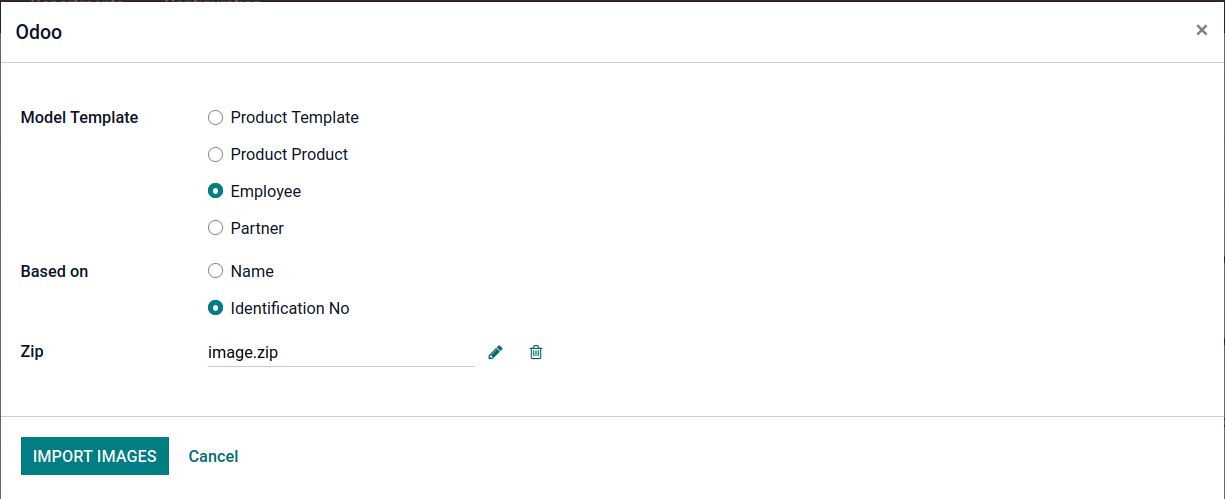 Odoo
×
Model Template
Product Template
Product Product
Employee
Partner
Based on
Name
Identification No
Zip
image.zip
IMPORT IMAGES
Cancel